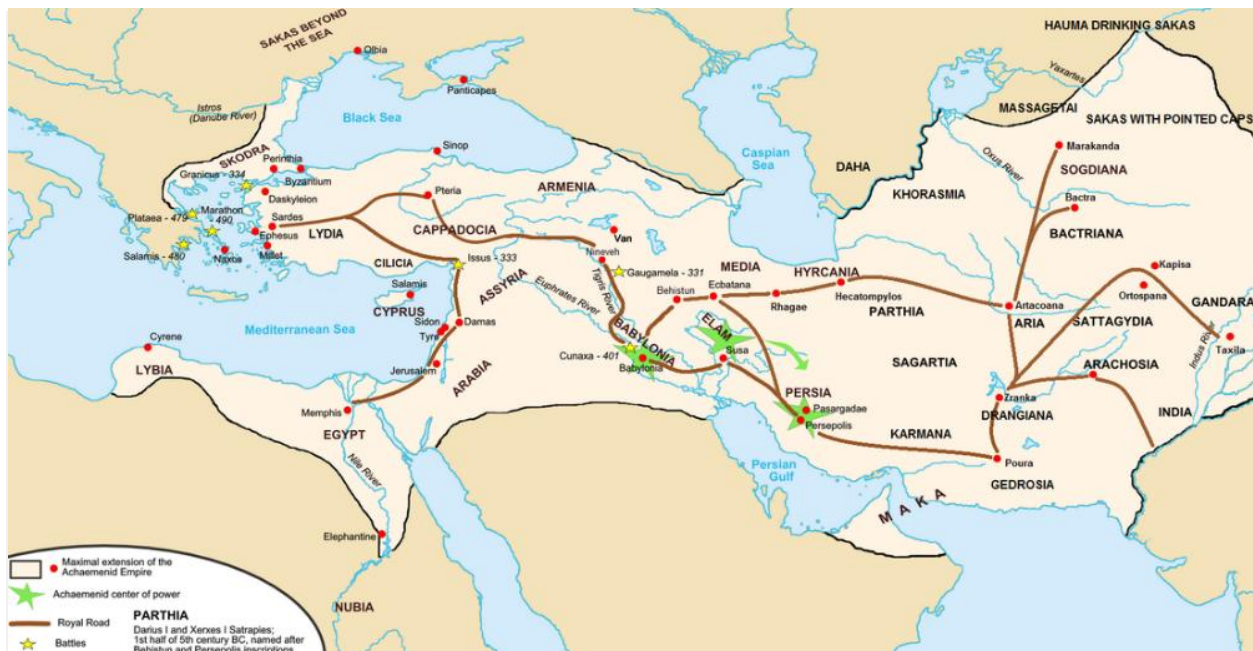 HAUMA DRINKING SAKAS
SAKAS BEYOND
THE SEA
Olbia
Yaxartes
Panticapes
Istros
(Danube River)
MASSAGETAI
Black Sea
SAKAS WITH POINTED CAPS
Caspian
Sea
DAHA
Oxus River
Marakanda
SOGDIANA
SKODRA
Perinthia
Sinop
Byzantium
Granicus - 334
KHORASMIA
Daskyleion
Pteria
ARMENIA
Bactra
Marathon
490
Plataea - 479
Sardes
BACTRIANA
CAPPADOCIA
LYDIA
Ephesus
Van
Salamis - 480
Naxos
Millet
Nineveh
CILICIA
Issus - 333
MEDIA
HYRCANIA
Kapisa
Gaugamela - 331
ASSYRIA
Tigris River
Salamis
Euphrates River
Behistun
Ecbatana
Rhagae
Hecatompylos
Ortospana
GANDARA
CYPRUS
PARTHIA
Artacoana
ARIA
SATTAGYDIA
Mediterranean Sea
Sidon
Tyre
Damas
ELAM
BABYLONIA
Indus River
Taxila
Cyrene
Cunaxa - 401
Susa
Babylonia
SAGARTIA
ARACHOSIA
LYBIA
Jerusalem
ARABIA
PERSIA
Zranka
Memphis
Pasargadae
DRANGIANA
INDIA
Persepolis
EGYPT
KARMANA
Poura
Nile River
Persian
Gulf
GEDROSIA
MAKA
Elephantine
Maximal extension of the
Achaemenid Empire
Achaemenid center of power
Royal Road
Battles
NUBIA
PARTHIA
Darius I and Xerxes I Satrapies;
1st half of 5th century BC, named after
Behistun and Persepolis inscriptions